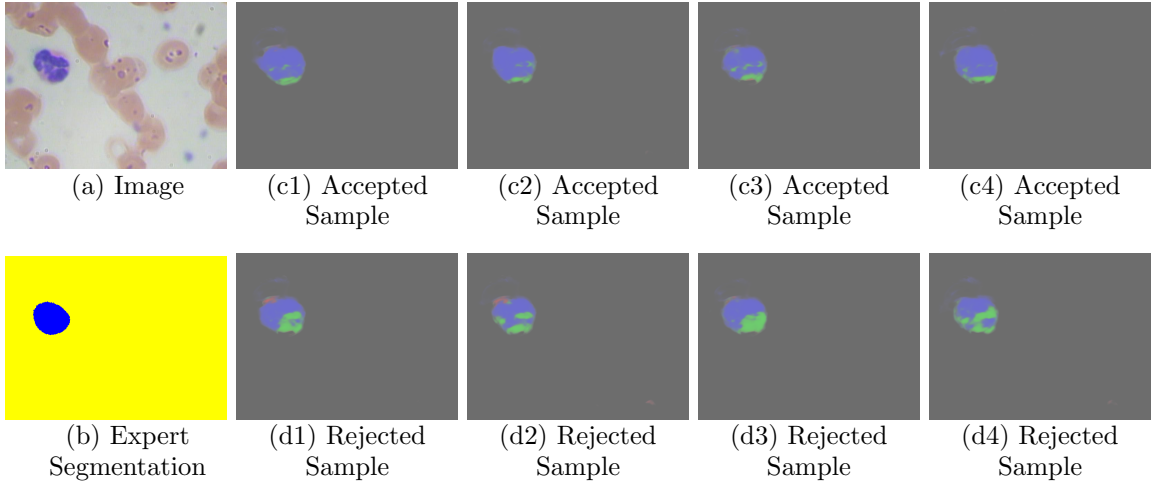 (a) Image
(c1) Accepted
Sample
(c2) Accepted
Sample
(c3) Accepted
Sample
(c4) Accepted
Sample
(b) Expert
Segmentation
(d1) Rejected
Sample
(d2) Rejected
Sample
(d3) Rejected
Sample
(d4) Rejected
Sample